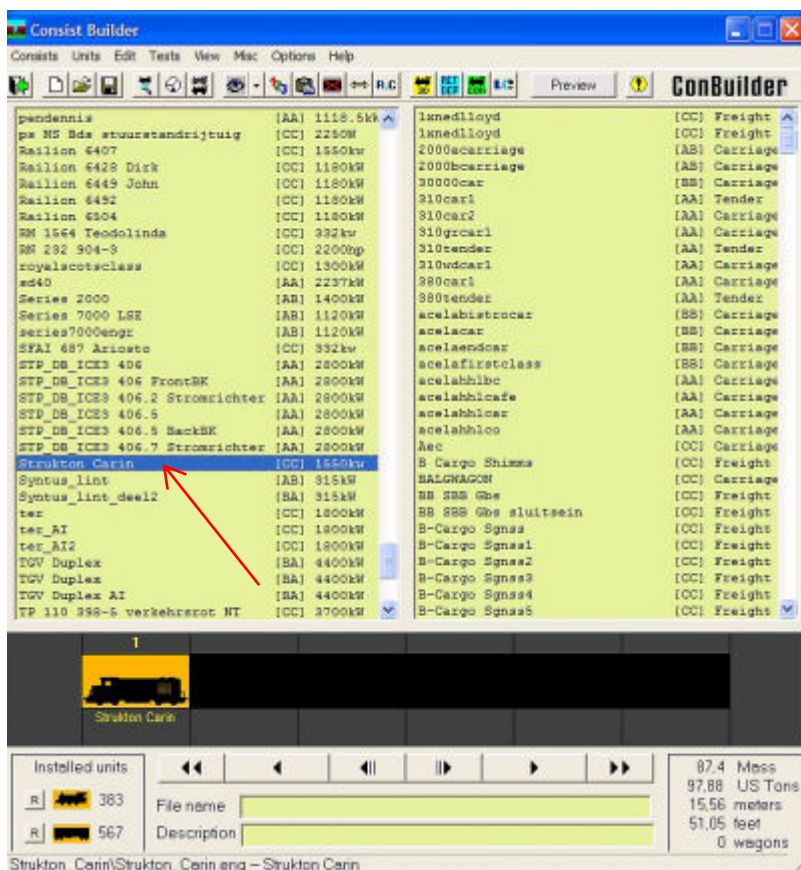 Consist Builder
Consists Units Edit Tests View Misc Options Help
R.C Preview ConBuilder
pendennis [AA] 1118.5kk
ps NS Bds stuurstandrijtuig [CC] 2250W
Railion 6407 [CC] 1550kw
Railion 6428 Dirk [CC] 1180kW
Railion 6449 John [CC] 1180kW
Railion 6492 [CC] 1180kW
Railion 6504 [CC] 1180kW
RM 1564 Teodolinda [CC] 332kw
RN 232 904-3 [CC] 2200hp
royalscotsclass [CC] 1300kW
sd40 [AA] 2237kW
Series 2000 [AB] 1400kW
Series 7000 LSE [AB] 1120kW
series7000engr [AB] 1120kW
SFAI 687 Ariosto [CC] 332kw
STP_DB_ICE3 406 [AA] 2800kW
STP_DB_ICE3 406 FrontBK [AA] 2800kW
STP_DB_ICE3 406.2 Stromrichter [AA] 2800kW
STP_DB_ICE3 406.5 [AA] 2800kW
STP_DB_ICE3 406.5 BackBK [AA] 2800kW
STP_DB_ICE3 406.7 Stromrichter [AA] 2800kW
Strukton Carin [CC] 1550kw
Syntus_lint [AB] 315kW
Syntus_lint_deel2 [BA] 315kW
ter [CC] 1800kW
ter_AI [CC] 1800kW
ter_AI2 [CC] 1800kW
TGV Duplex [BA] 4400kW
TGV Duplex [BA] 4400kW
TGV Duplex AI [BA] 4400kW
TP 110 398-5 verkehrsrot NT [CC] 3700kW
1xnedlloyd [CC] Freight
1xnedlloyd [CC] Freight
2000acarriage [AB] Carriage
2000bcarriage [AB] Carriage
30000car [BB] Carriage
310car1 [AA] Tender
310car2 [AA] Carriage
310grcar1 [AA] Carriage
310tender [AA] Tender
310wdcar1 [AA] Carriage
380car1 [AA] Carriage
380tender [AA] Tender
acelabistrocar [BB] Carriage
acelacar [BB] Carriage
acelaendcar [BB] Carriage
acelafirstclass [BB] Carriage
acelahhlbc [AA] Carriage
acelahhlcafe [AA] Carriage
acelahhlcar [AA] Carriage
acelahhlco [AA] Carriage
Aec [CC] Carriage
B Cargo Shimms [CC] Freight
BALGNAGON [CC] Carriage
BB SBB Gbs [CC] Freight
BB SBB Gbs sluitsein [CC] Freight
B-Cargo Sgnss [CC] Freight
B-Cargo Sgnss1 [CC] Freight
B-Cargo Sgnss2 [CC] Freight
B-Cargo Sgnss3 [CC] Freight
B-Cargo Sgnss4 [CC] Freight
B-Cargo Sgnss5 [CC] Freight
1
Strukton Carin
Installed units
R 383
R 567
File name
Description
87,4 Mass
97,88 US Tons
15,56 meters
51,05 feet
0 wagons
Strukton_Carin\Strukton_Carin.eng – Strukton Carin